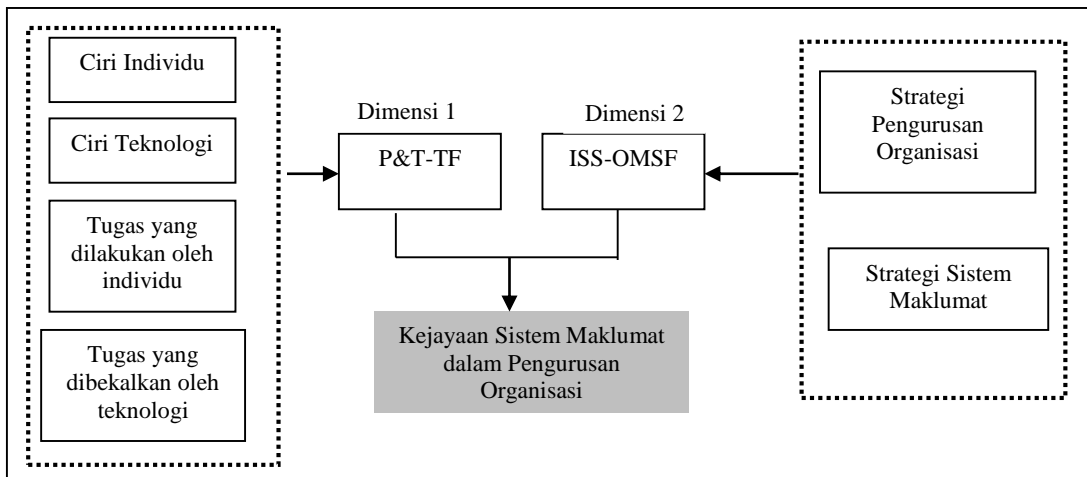 Ciri Individu
Ciri Teknologi
Tugas yang
dilakukan oleh
individu
Tugas yang
dibekalkan oleh
teknologi
Dimensi 1
P&T-TF
Dimensi 2
ISS-OMSF
Kejayaan Sistem Maklumat
dalam Pengurusan
Organisasi
Strategi
Pengurusan
Organisasi
Strategi Sistem
Maklumat